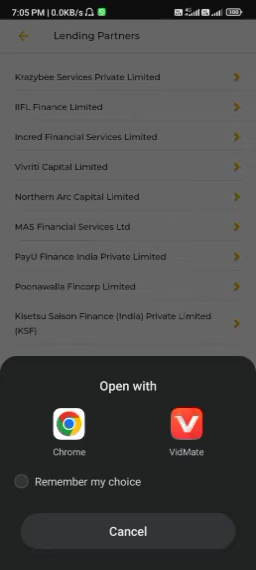 7:05 PM | 0.0KB/s
100
Lending Partners
Krazybee Services Private Limited
IIFL Finance Limited
Incred Financial Services Limited
Vivriti Capital Limited
Northern Arc Capital Limited
MAS Financial Services Ltd
PayU Finance India Private Limited
Poonawalla Fincorp Limited
Kisetsu Saison Finance (India) Private Limited
(KSF)
Open with
Chrome
VidMate
Remember my choice
Cancel